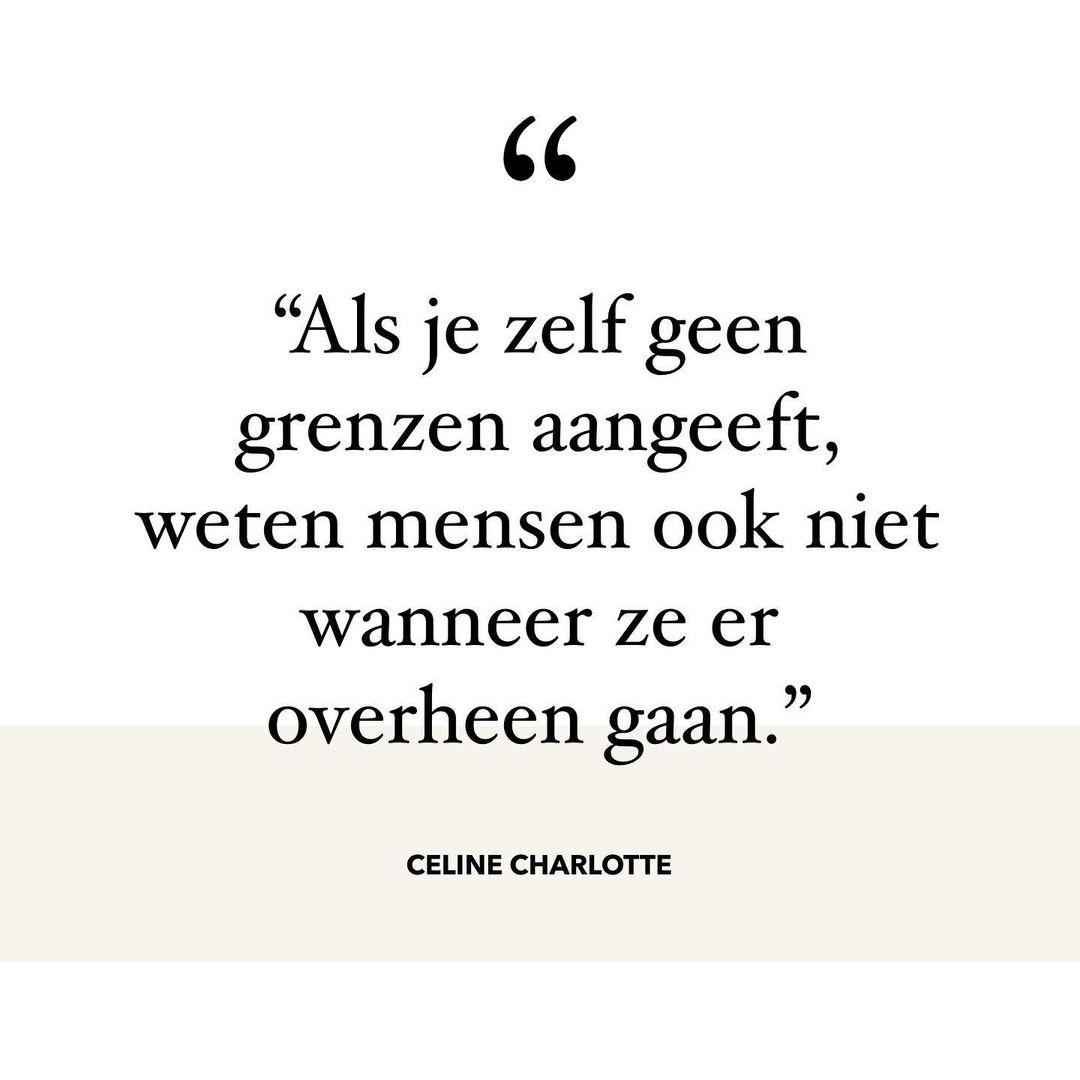 “
“Als je zelf geen
grenzen aangeeft,
weten mensen ook niet
wanneer ze er
overheen gaan.”
CELINE CHARLOTTE